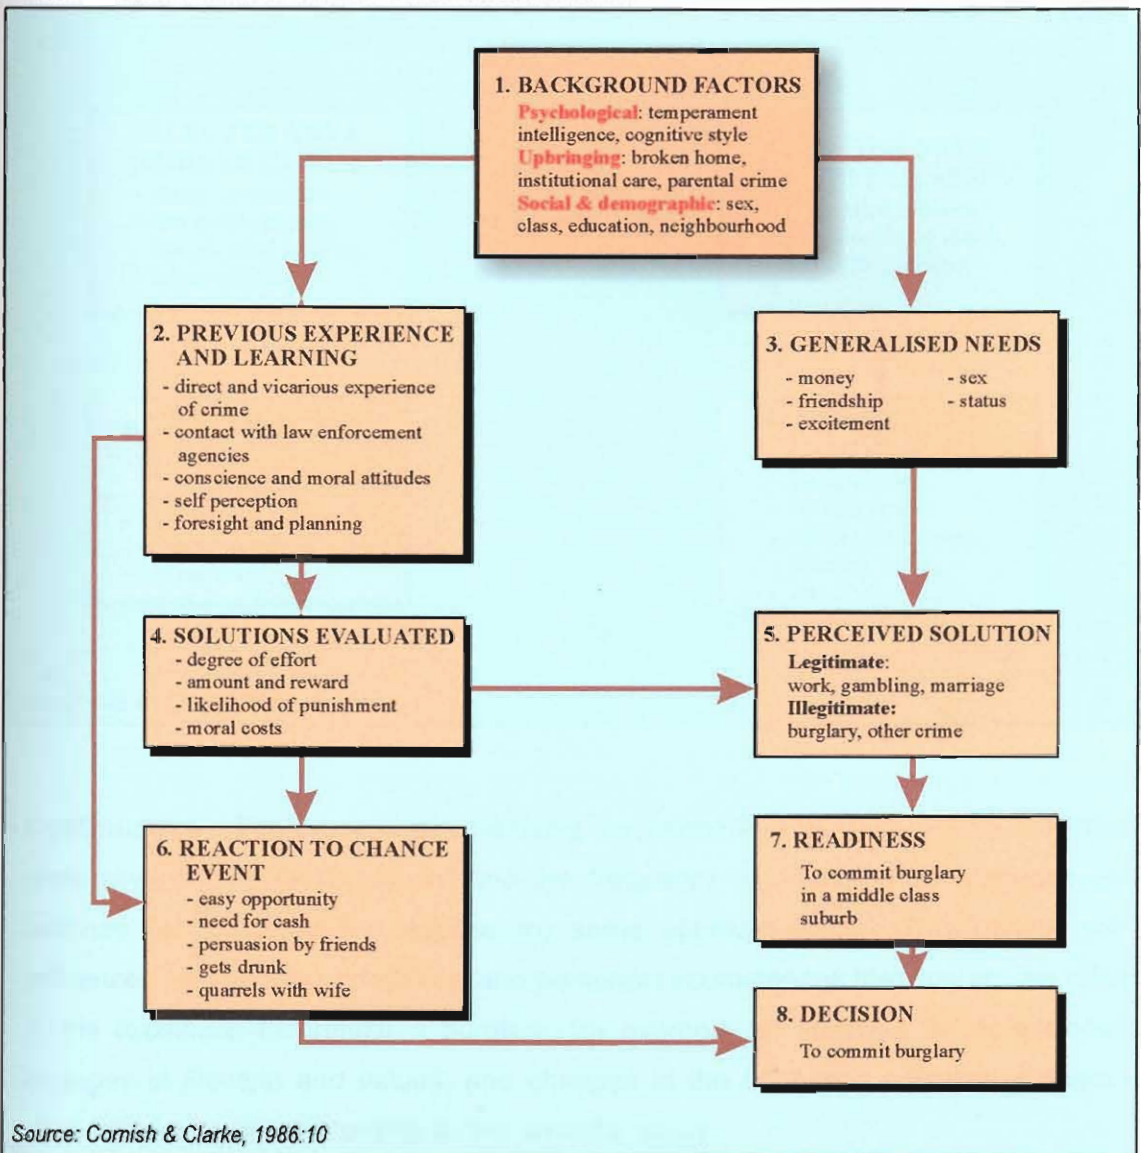 1. BACKGROUND FACTORS
Psychological: temperament
intelligence, cognitive style
Upbringing: broken home,
institutional care, parental crime
Social & demographic: sex,
class, education, neighbourhood
2. PREVIOUS EXPERIENCE
AND LEARNING
- direct and vicarious experience
of crime
- contact with law enforcement
agencies
- conscience and moral attitudes
- self perception
- foresight and planning
3. GENERALISED NEEDS
- money - sex
- friendship - status
- excitement
4. SOLUTIONS EVALUATED
- degree of effort
- amount and reward
- likelihood of punishment
- moral costs
5. PERCEIVED SOLUTION
Legitimate:
work, gambling, marriage
Illegitimate:
burglary, other crime
6. REACTION TO CHANCE
EVENT
- easy opportunity
- need for cash
- persuasion by friends
- gets drunk
- quarrels with wife
7. READINESS
To commit burglary
in a middle class
suburb
8. DECISION
To commit burglary
Source: Cornish & Clarke, 1986:10